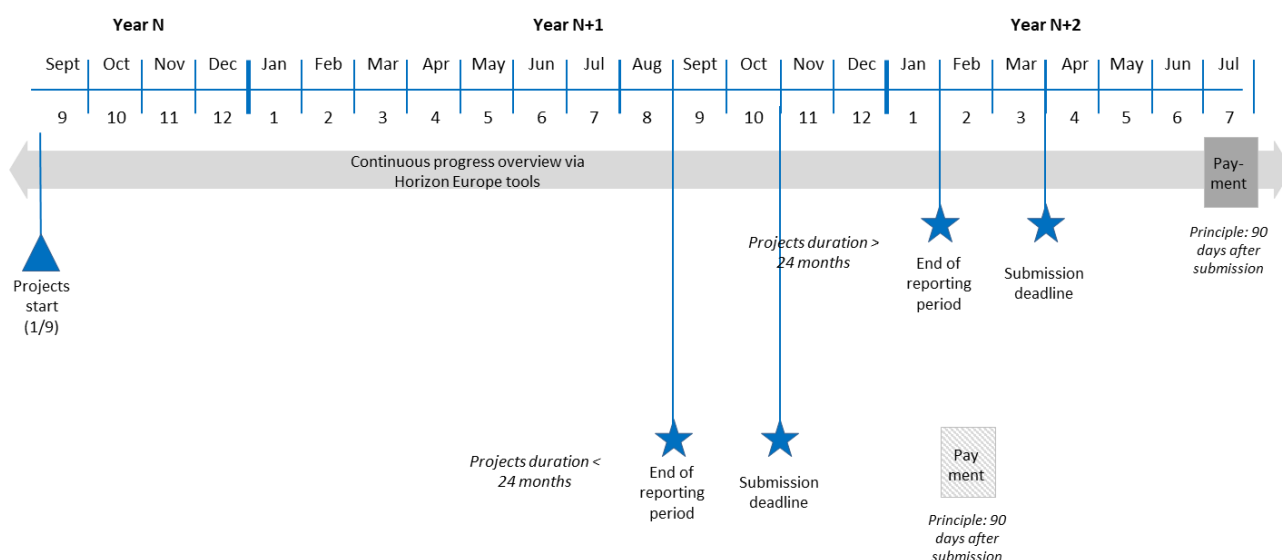 Year N Year N+1 Year N+2
Sept Oct Nov Dec Jan Feb Mar Apr May Jun Jul Aug Sept Oct Nov Dec Jan Feb Mar Apr May Jun Jul
9 10 11 12 1 2 3 4 5 6 7 8 9 10 11 12 1 2 3 4 5 6 7
Continuous progress overview via
Horizon Europe tools
Pay-
ment
Projects duration >
24 months
End of
reporting
period
Submission
deadline
Principle: 90
days after
submission
Projects
start
(1/9)
Projects duration <
24 months
End of
reporting
period
Submission
deadline
Pay
ment
Principle: 90
days after
submission